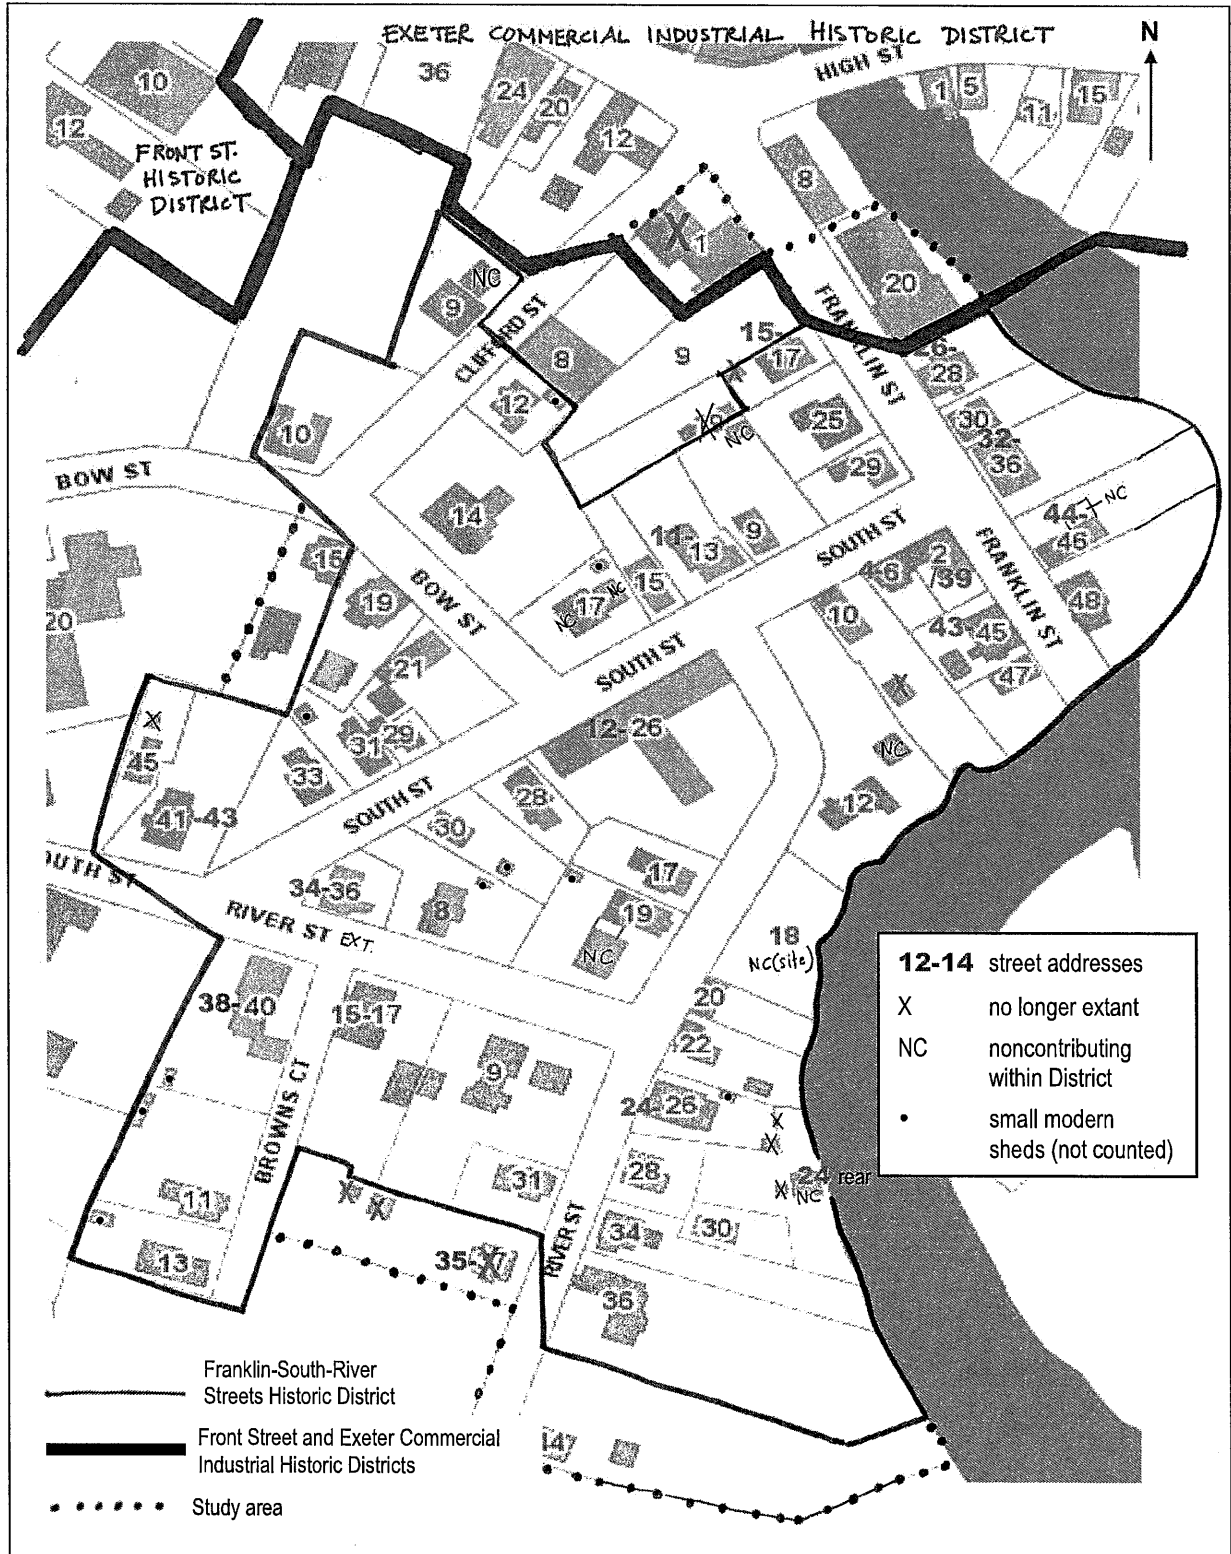 EXETER COMMERCIAL INDUSTRIAL HISTORIC DISTRICT
N
HIGH ST
36
10
24
20
12
1
5
11
15
12
FRONT ST.
HISTORIC
DISTRICT
8
X
1
20
NC
9
CLIFFORD ST
FRANKLIN ST
15-
17
8
9
X
26-
28
12
10
X
NC
25
30
32-
36
29
BOW ST
14
44-
NC
46
SOUTH ST
11-
13
9
FRANKLIN ST
15
BOW ST
15
NC
17
NC
4-6
2
/39
48
20
19
10
43-
45
21
SOUTH ST
47
X
12-26
X
31
29
NC
45
33
28
12
41-43
SOUTH ST
30
OUTH ST
17
34-36
8
19
RIVER ST EXT.
NC
18
NC(site)
12-14 street addresses
X no longer extant
NC noncontributing
within District
• small modern
sheds (not counted)
38-40
15-17
20
22
9
BROWNS CT
24-26
X
X
28
24 rear
X
NC
31
11
X
X
RIVER ST
34
30
13
35-37
X
36
Franklin-South-River
Streets Historic District
Front Street and Exeter Commercial
Industrial Historic Districts
Study area